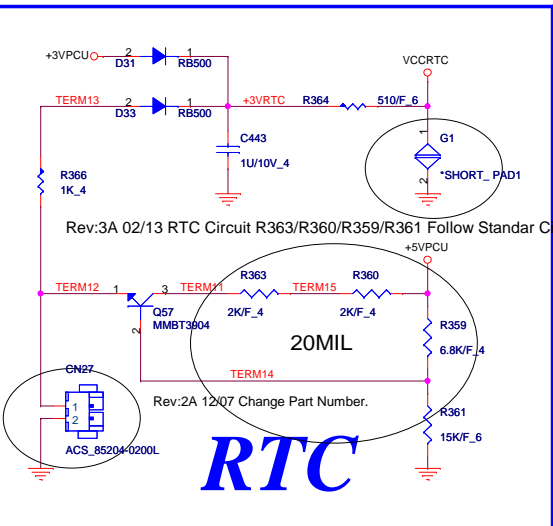 +3VPCU
2
1
D31
RB500
VCCRTC
TERM13
2
1
+3VRTC
R364
510/F_6
D33
RB500
C443
1U/10V_4
1
G1
R366
1K_4
2
*SHORT_ PAD1
Rev:3A 02/13 RTC Circuit R363/R360/R359/R361 Follow Standar C
+5VPCU
TERM12
1
3
TERM11
R363
TERM15
R360
Q57
MMBT3904
2
2K/F_4
2K/F_4
R359
6.8K/F_4
20MIL
CN27
TERM14
1
2
Rev:2A 12/07 Change Part Number.
R361
15K/F_6
ACS_85204-0200L
RTC